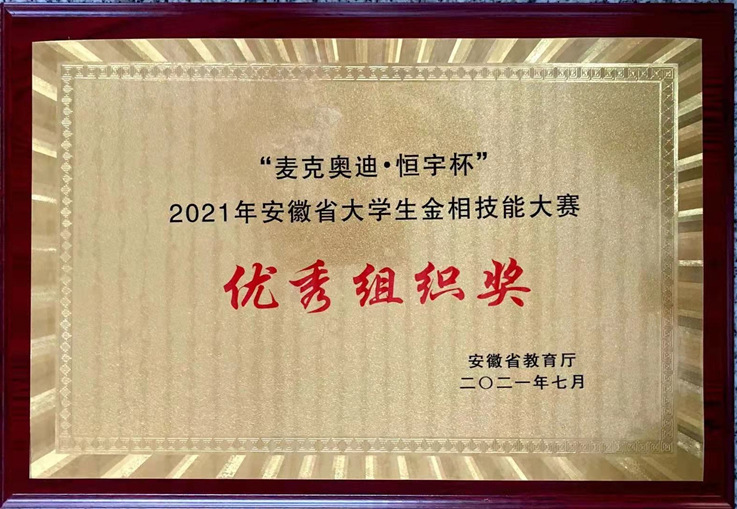 “麦克奥迪·恒宇杯”
2021年安徽省大学生金相技能大赛
优秀组织奖
安徽省教育厅
二〇二一年七月